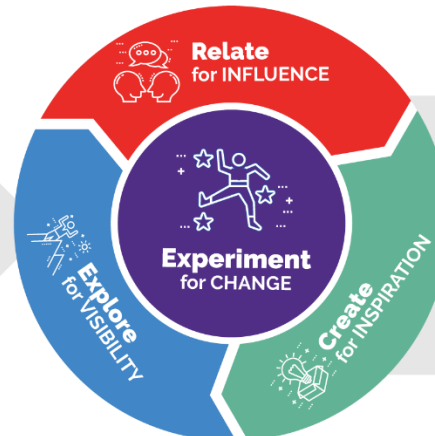 Relate
for INFLUENCE
Experiment
for CHANGE
Create
for INSPIRATION
Explore
for VISIBILITY